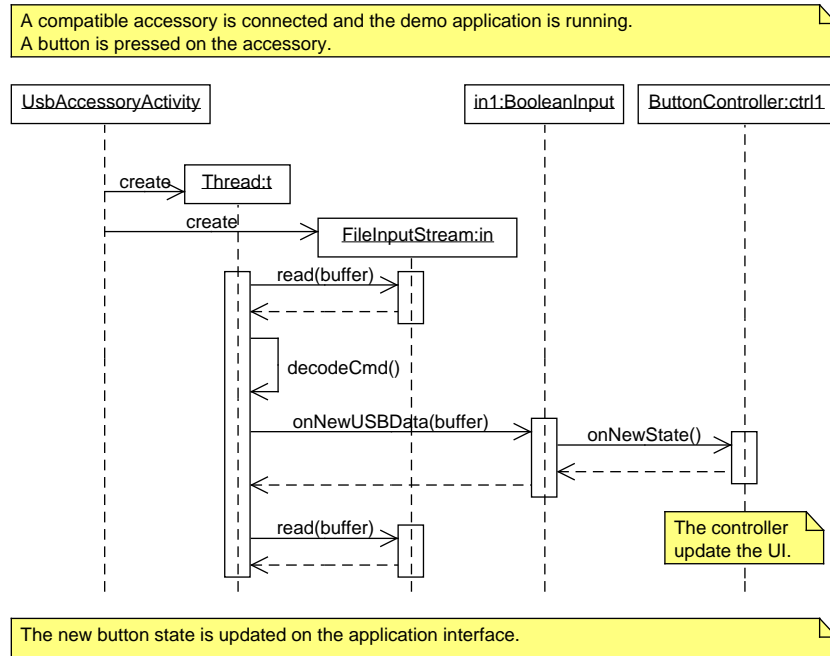 A compatible accessory is connected and the demo application is running.
A button is pressed on the accessory.
UsbAccessoryActivity
in1:BooleanInput
ButtonController:ctrl1
create
Thread:t
create
FileInputStream:in
read(buffer)
decodeCmd()
onNewUSBData(buffer)
onNewState()
read(buffer)
The controller
update the UI.
The new button state is updated on the application interface.